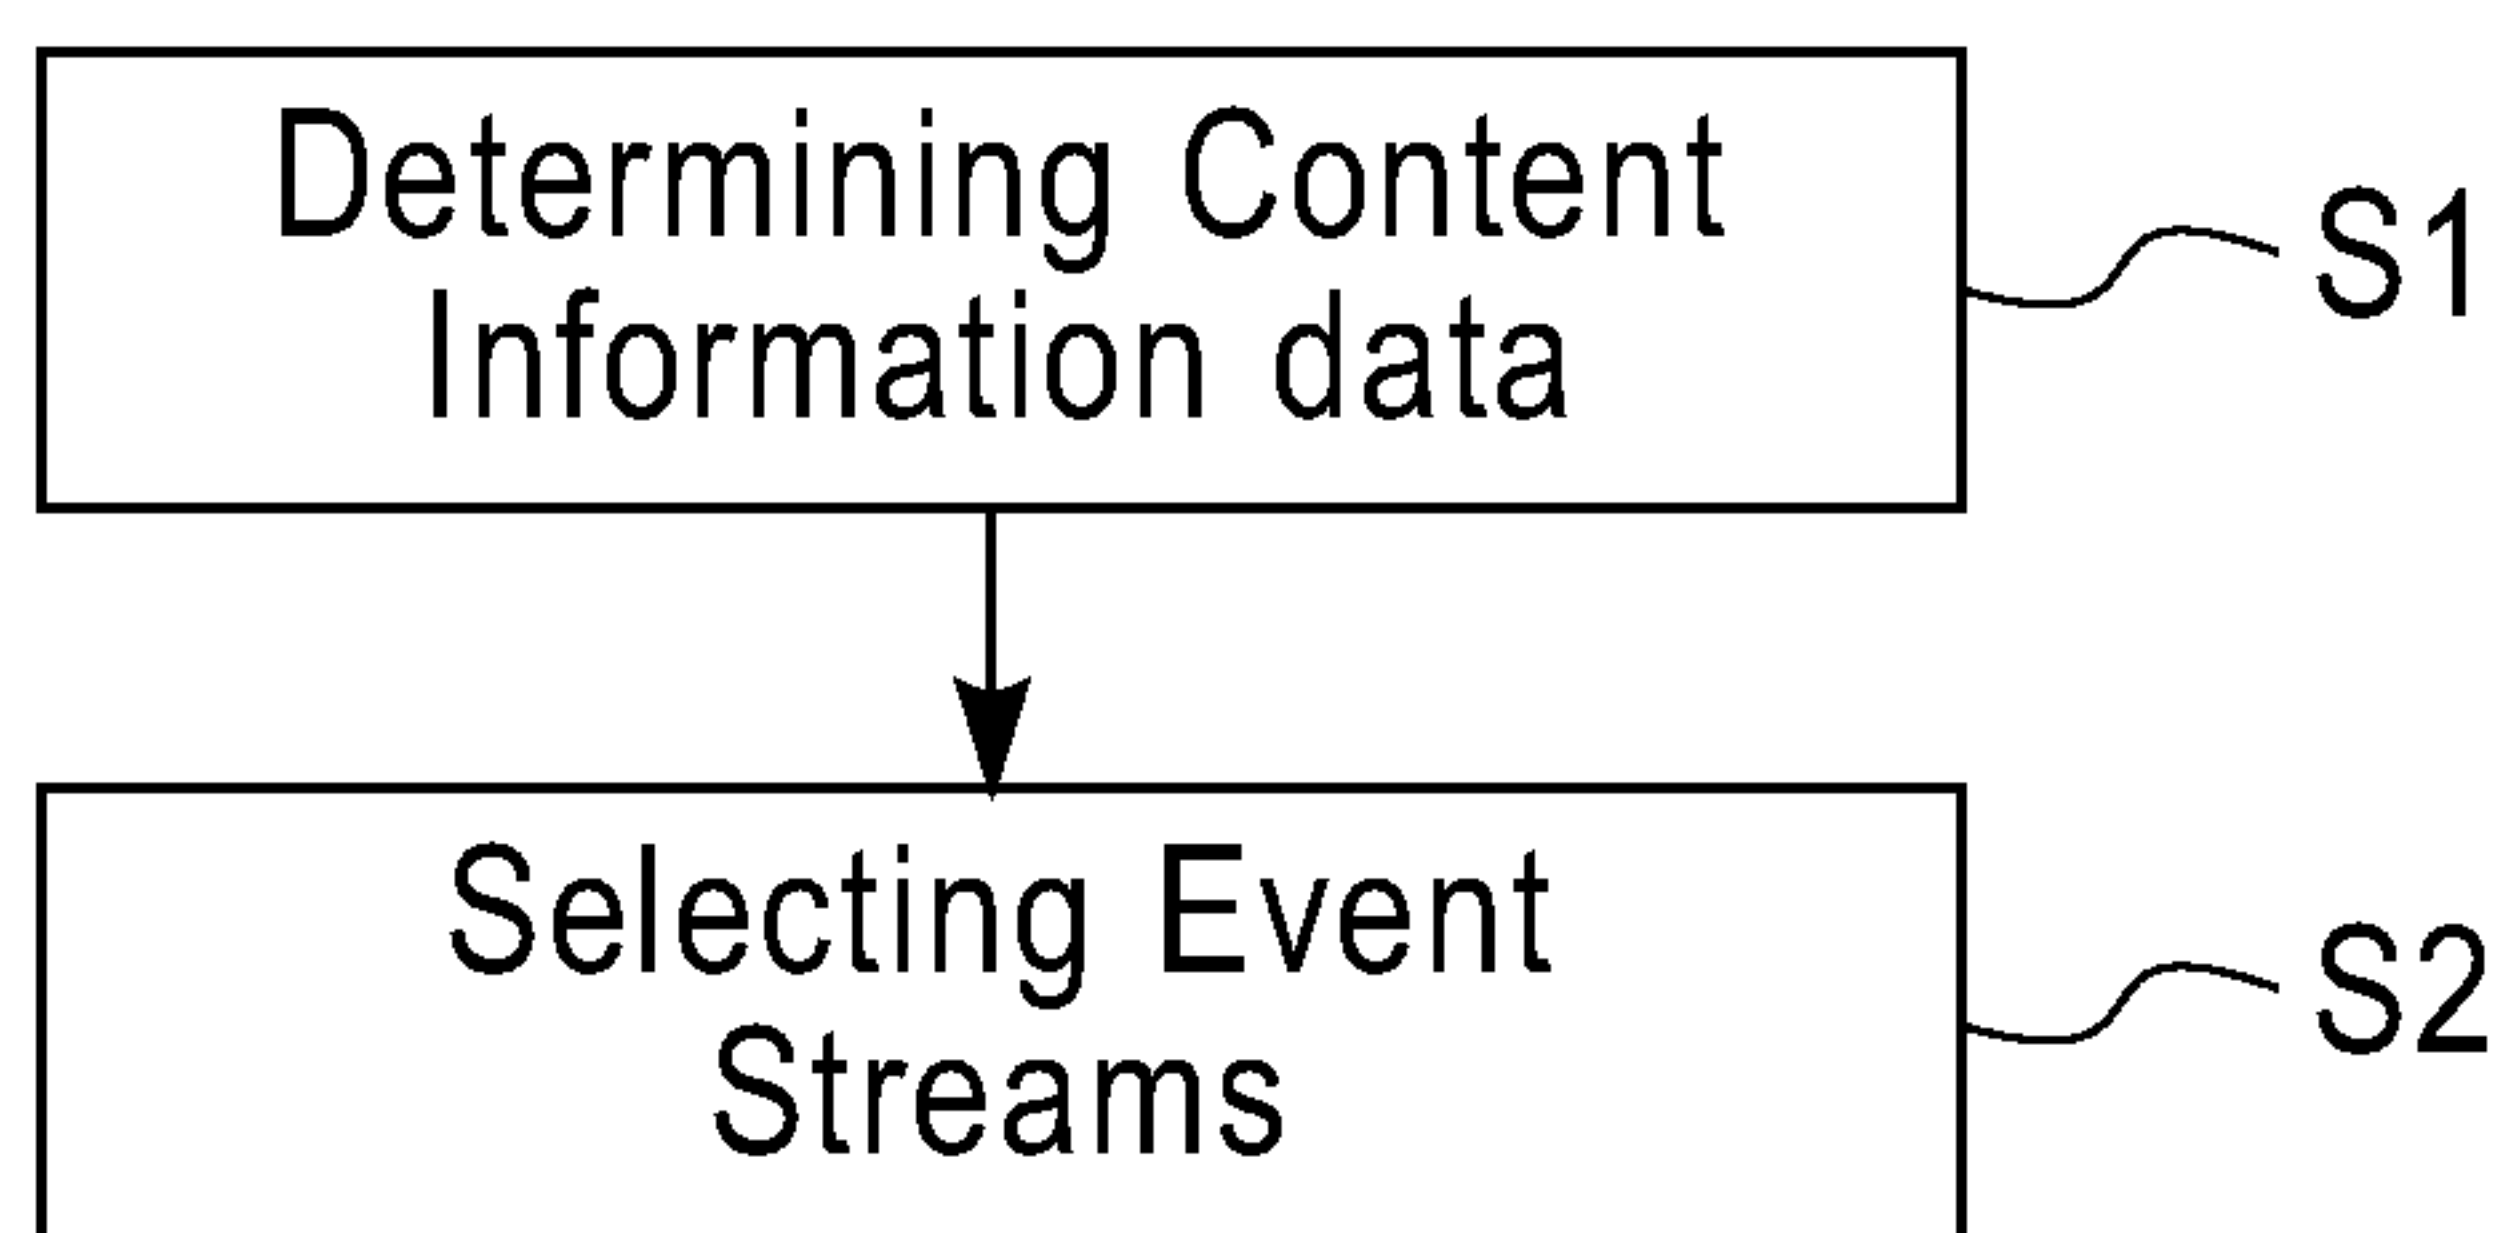 Determining Content
Information data
S1
Selecting Event
Streams
S2